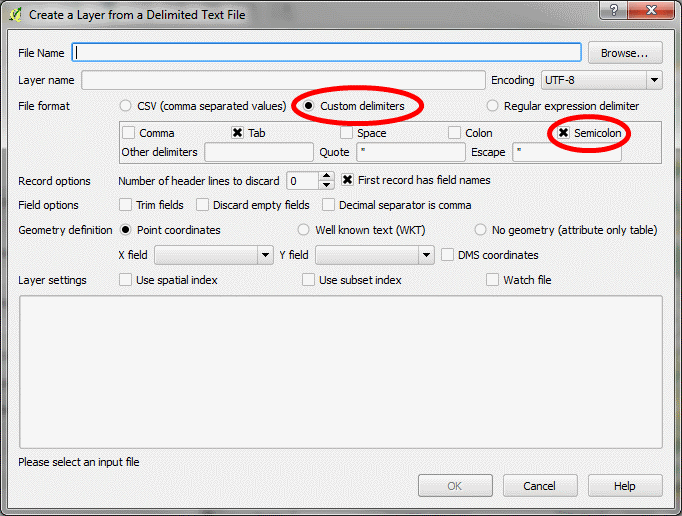 Create a Layer from a Delimited Text File
File Name Browse...
Layer name Encoding UTF-8
File format CSV (comma separated values) Custom delimiters Regular expression delimiter
Comma Tab Space Colon Semicolon
Other delimiters Quote " Escape "
Record options Number of header lines to discard 0 First record has field names
Field options Trim fields Discard empty fields Decimal separator is comma
Geometry definition Point coordinates Well known text (WKT) No geometry (attribute only table)
X field Y field DMS coordinates
Layer settings Use spatial index Use subset index Watch file
Please select an input file
OK Cancel Help